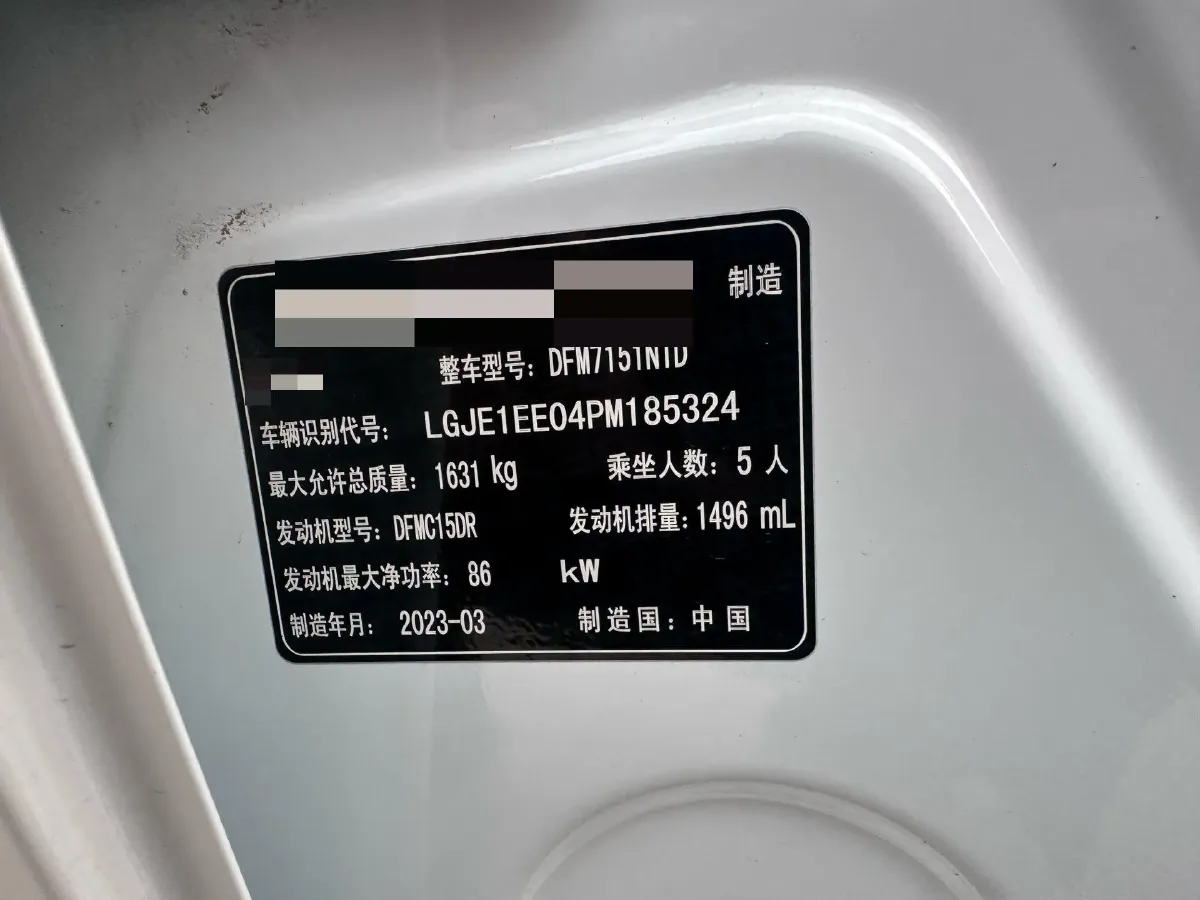 制造
整车型号：DFM7151N1D
车辆识别代号：LGJE1EE04PM185324
最大允许总质量：1631 kg 乘坐人数：5 人
发动机型号：DFMC15DR 发动机排量：1496 mL
发动机最大净功率：86 kW
制造年月：2023-03 制造国：中国